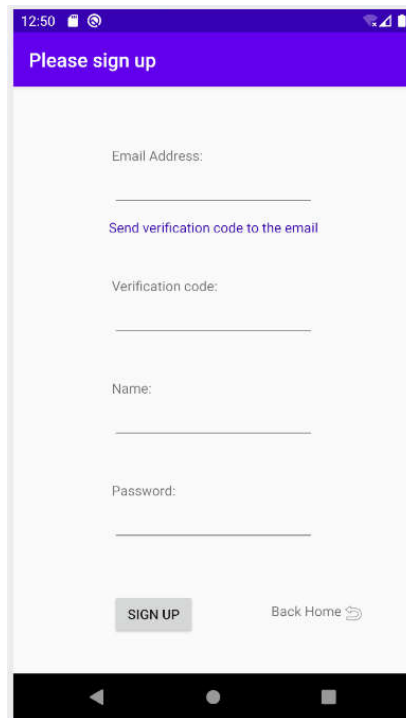 12:50
Please sign up
Email Address:
Send verification code to the email
Verification code:
Name:
Password:
SIGN UP
Back Home